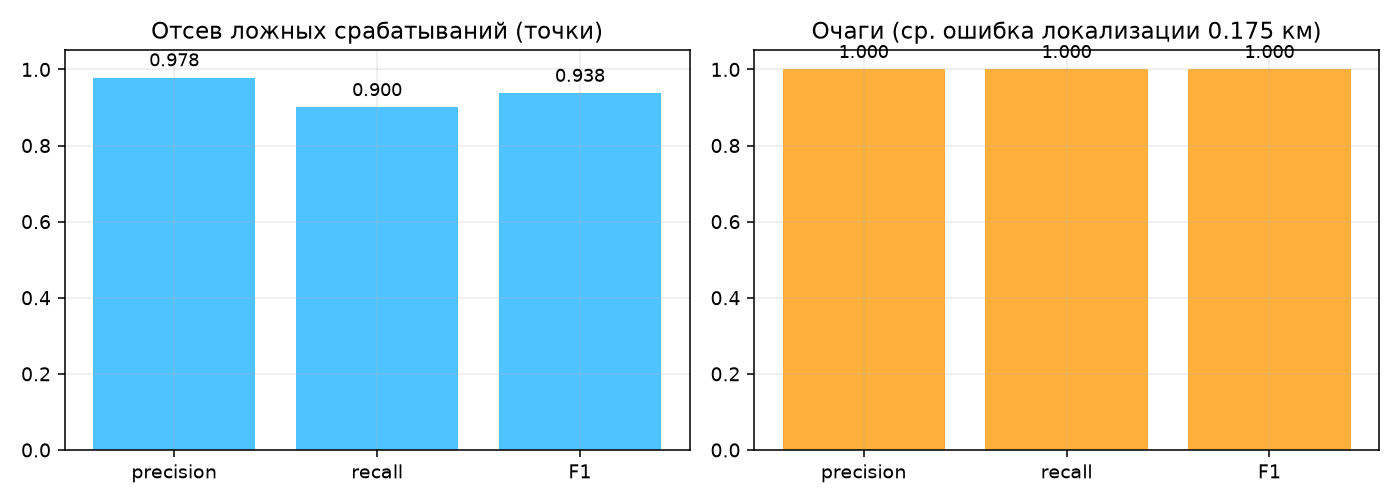 Отсев ложных срабатываний (точки)
1.0
0.8
0.6
0.4
0.2
0.0
0.978
0.900
0.938
precision
recall
F1
Очаги (ср. ошибка локализации 0.175 км)
1.0
0.8
0.6
0.4
0.2
0.0
1.000
1.000
1.000
precision
recall
F1